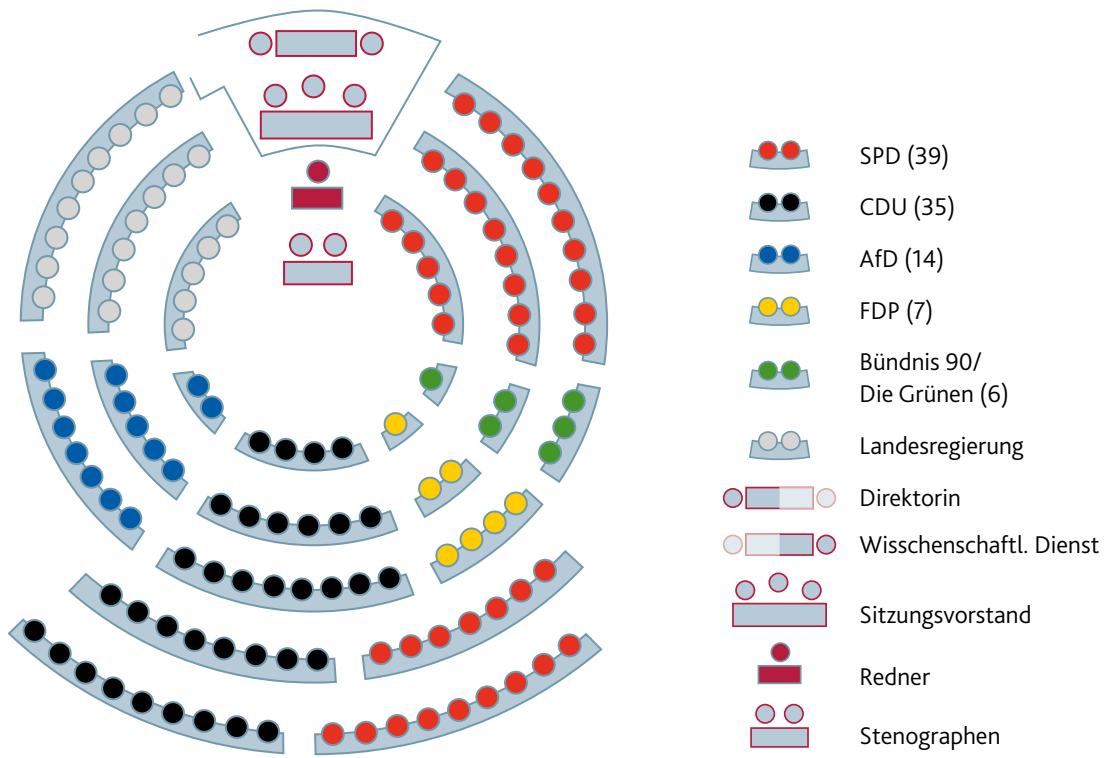 SPD (39)
CDU (35)
AfD (14)
FDP (7)
Bündnis 90/
Die Grünen (6)
Landesregierung
Direktorin
Wisschenschaftl. Dienst
Sitzungsvorstand
Redner
Stenographen